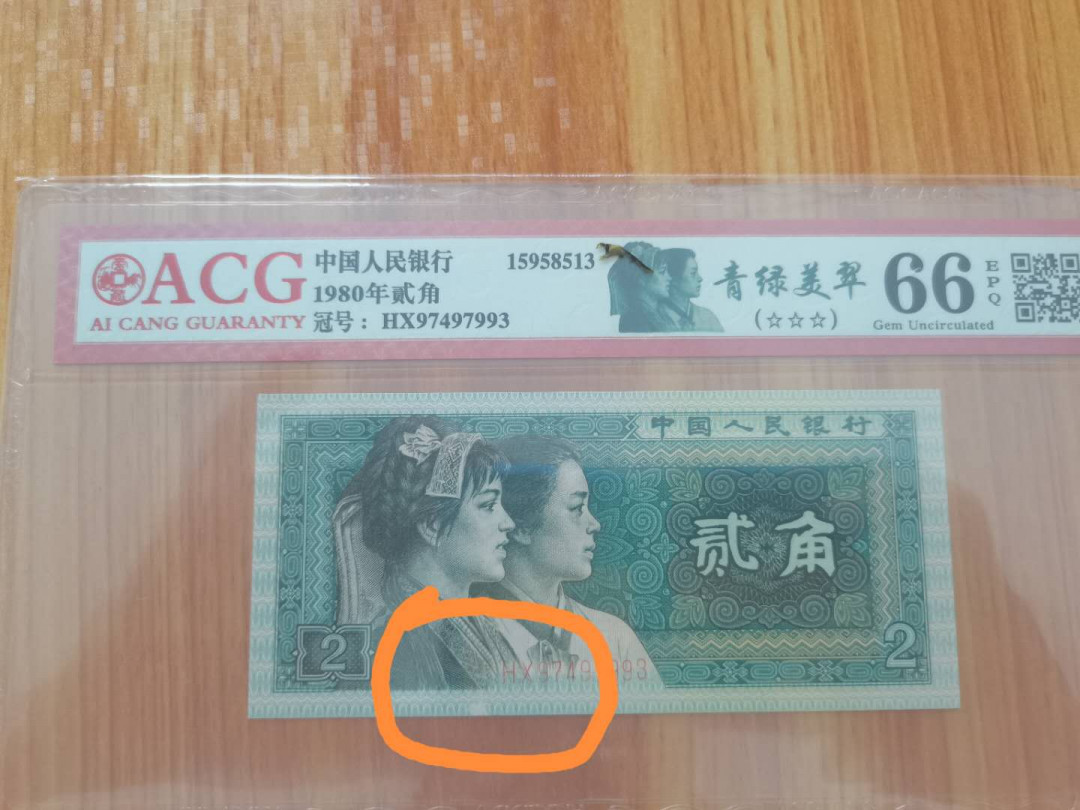 ACG
AI CANG GUARANTY
中国人民银行
1980年贰角
冠号：HX97497993
15958513
青绿美翠
(☆☆☆)
66
EPQ
Gem Uncirculated
中国人民银行
贰角
2
2
HX9749 993